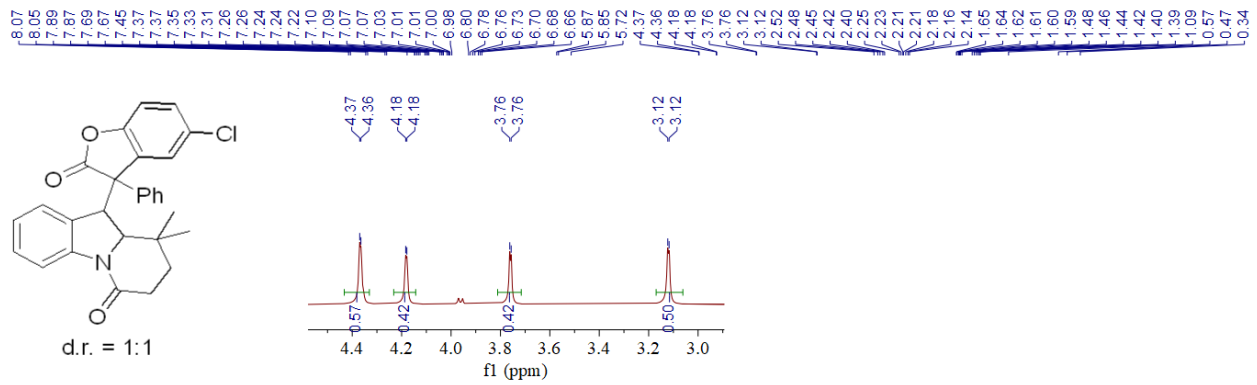 8.07 8.05 7.89 7.87 7.69 7.67 7.45 7.37 7.37 7.35 7.33 7.31 7.26 7.26 7.24 7.24 7.22 7.10 7.09 7.07 7.07 7.03 7.01 7.01 7.00 6.98 6.80 6.78 6.76 6.73 6.70 6.68 6.66 5.87 5.85 5.72 4.37 4.36 4.18 4.18 3.76 3.76 3.12 3.12 2.52 2.48 2.45 2.42 2.40 2.25 2.23 2.21 2.21 2.18 2.16 2.14 1.65 1.64 1.62 1.61 1.60 1.59 1.48 1.46 1.44 1.42 1.40 1.39 1.09 0.57 0.47 0.34
4.37 4.36 4.18 4.18 3.76 3.76 3.12 3.12
O
Cl
O
Ph
N
O
d.r. = 1:1
0.57 0.42 0.42 0.50
4.4 4.2 4.0 3.8 3.6 3.4 3.2 3.0
f1 (ppm)